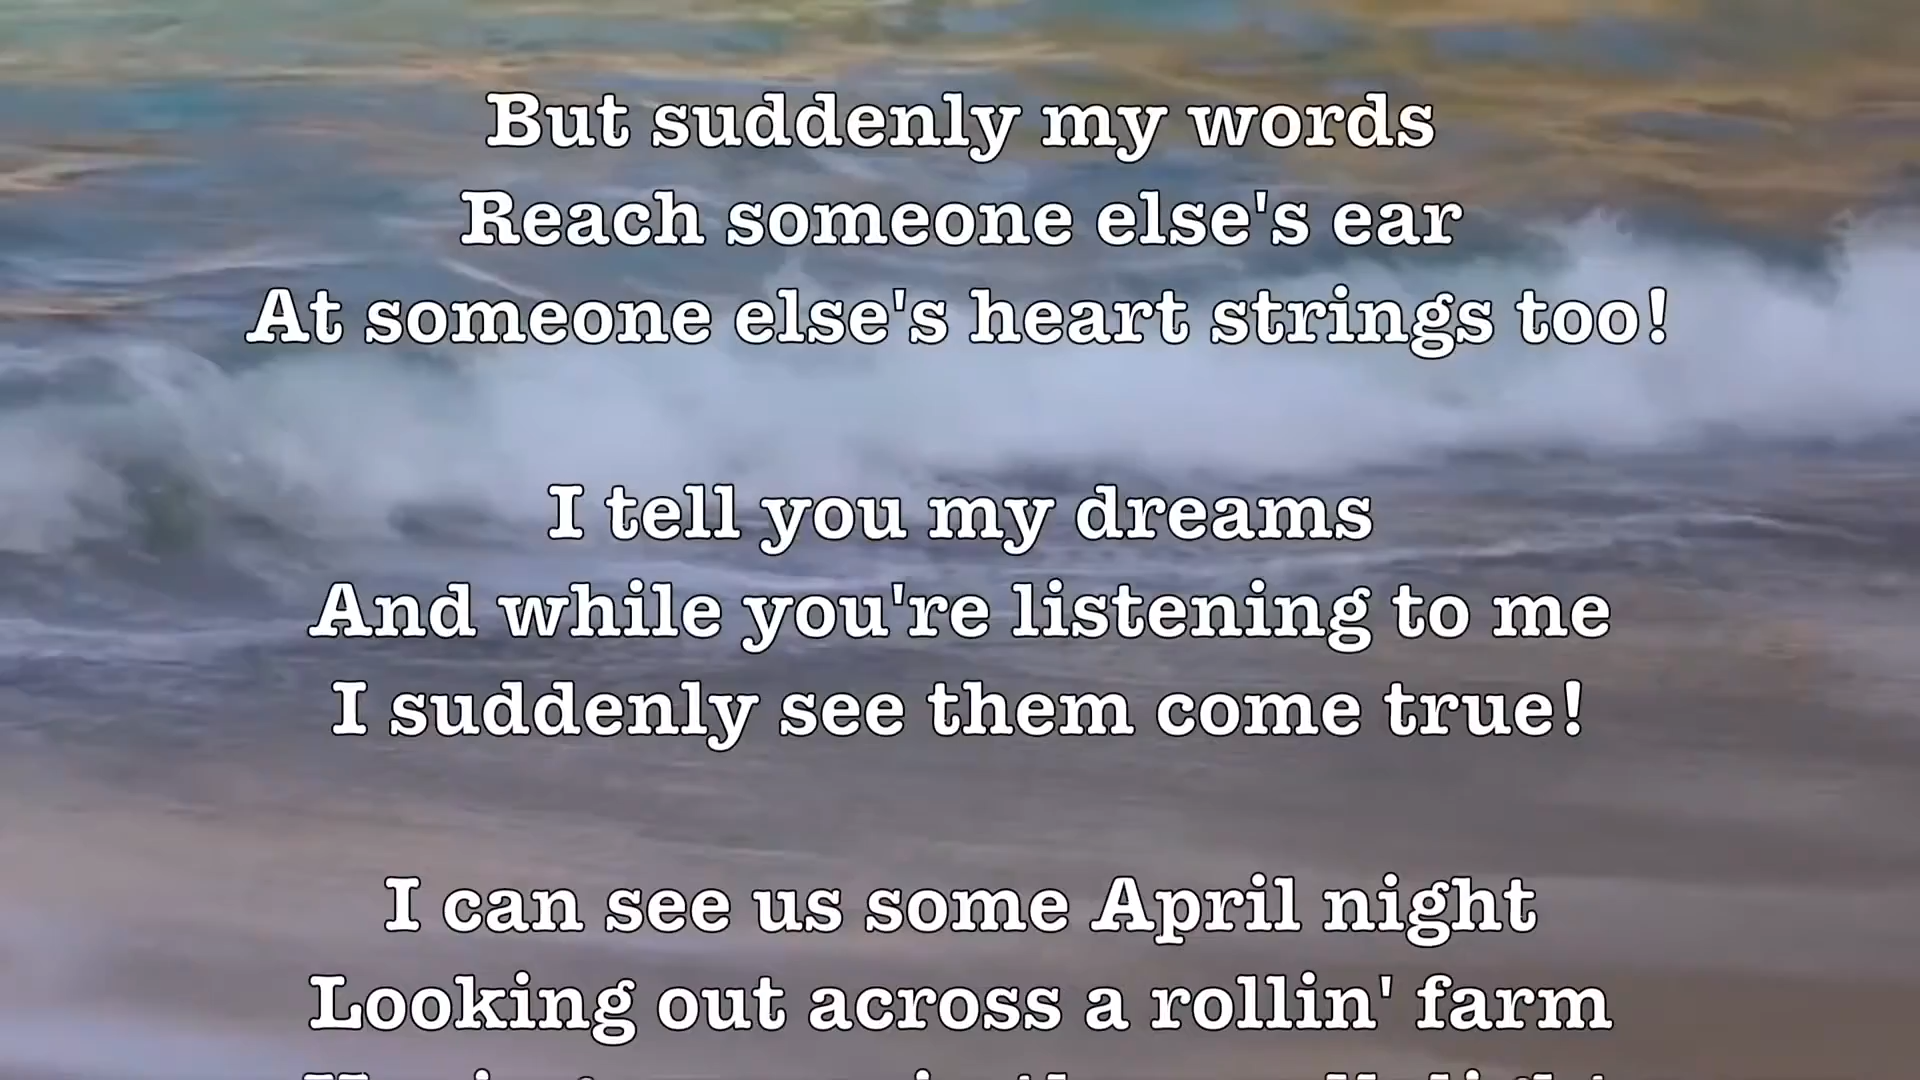 But suddenly my words
Reach someone else's ear
At someone else's heart strings too!
I tell you my dreams
And while you're listening to me
I suddenly see them come true!
I can see us some April night
Looking out across a rollin' farm